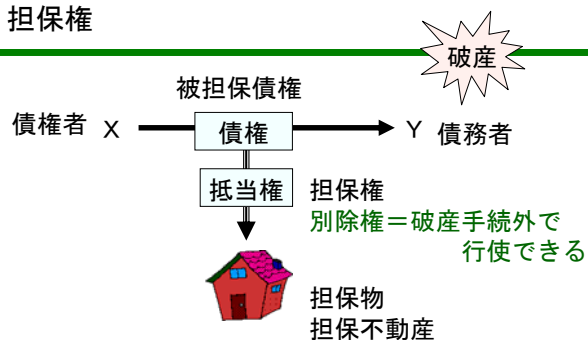 担保権
破産
被担保債権
債権者 X 債権 Y 債務者
抵当権 担保権
別除権＝破産手続外で
行使できる
担保物
担保不動産